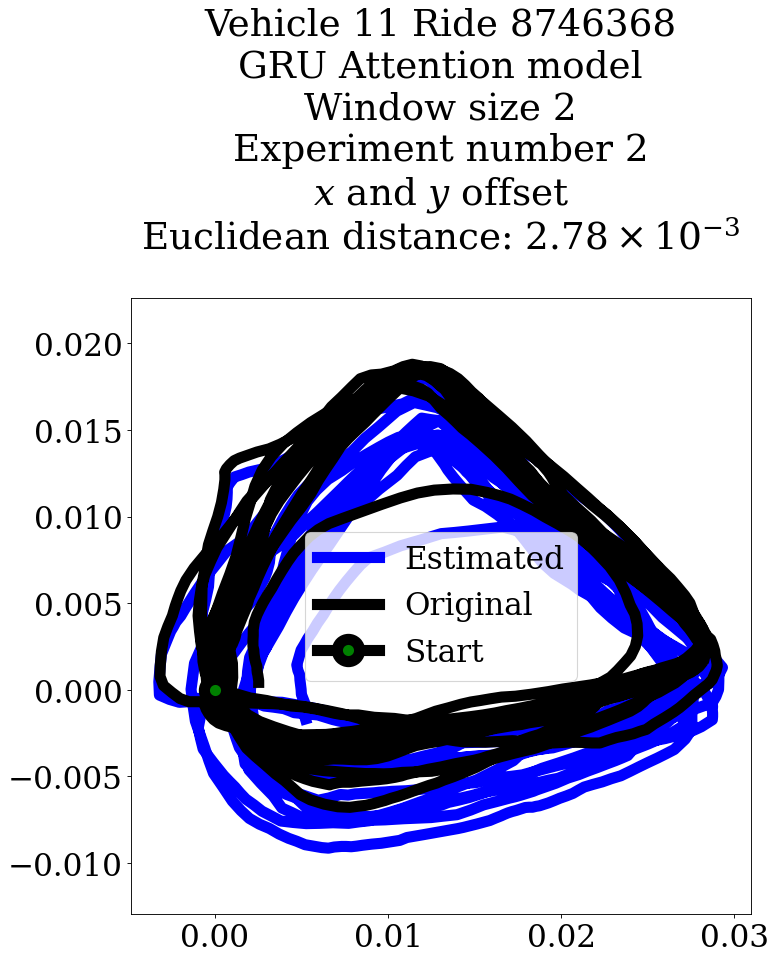 Vehicle 11 Ride 8746368
GRU Attention model
Window size 2
Experiment number 2
x and y offset
Euclidean distance: 2.78 × 10⁻³
0.020
0.015
0.010
0.005
0.000
−0.005
−0.010
Estimated
Original
Start
0.00 0.01 0.02 0.03